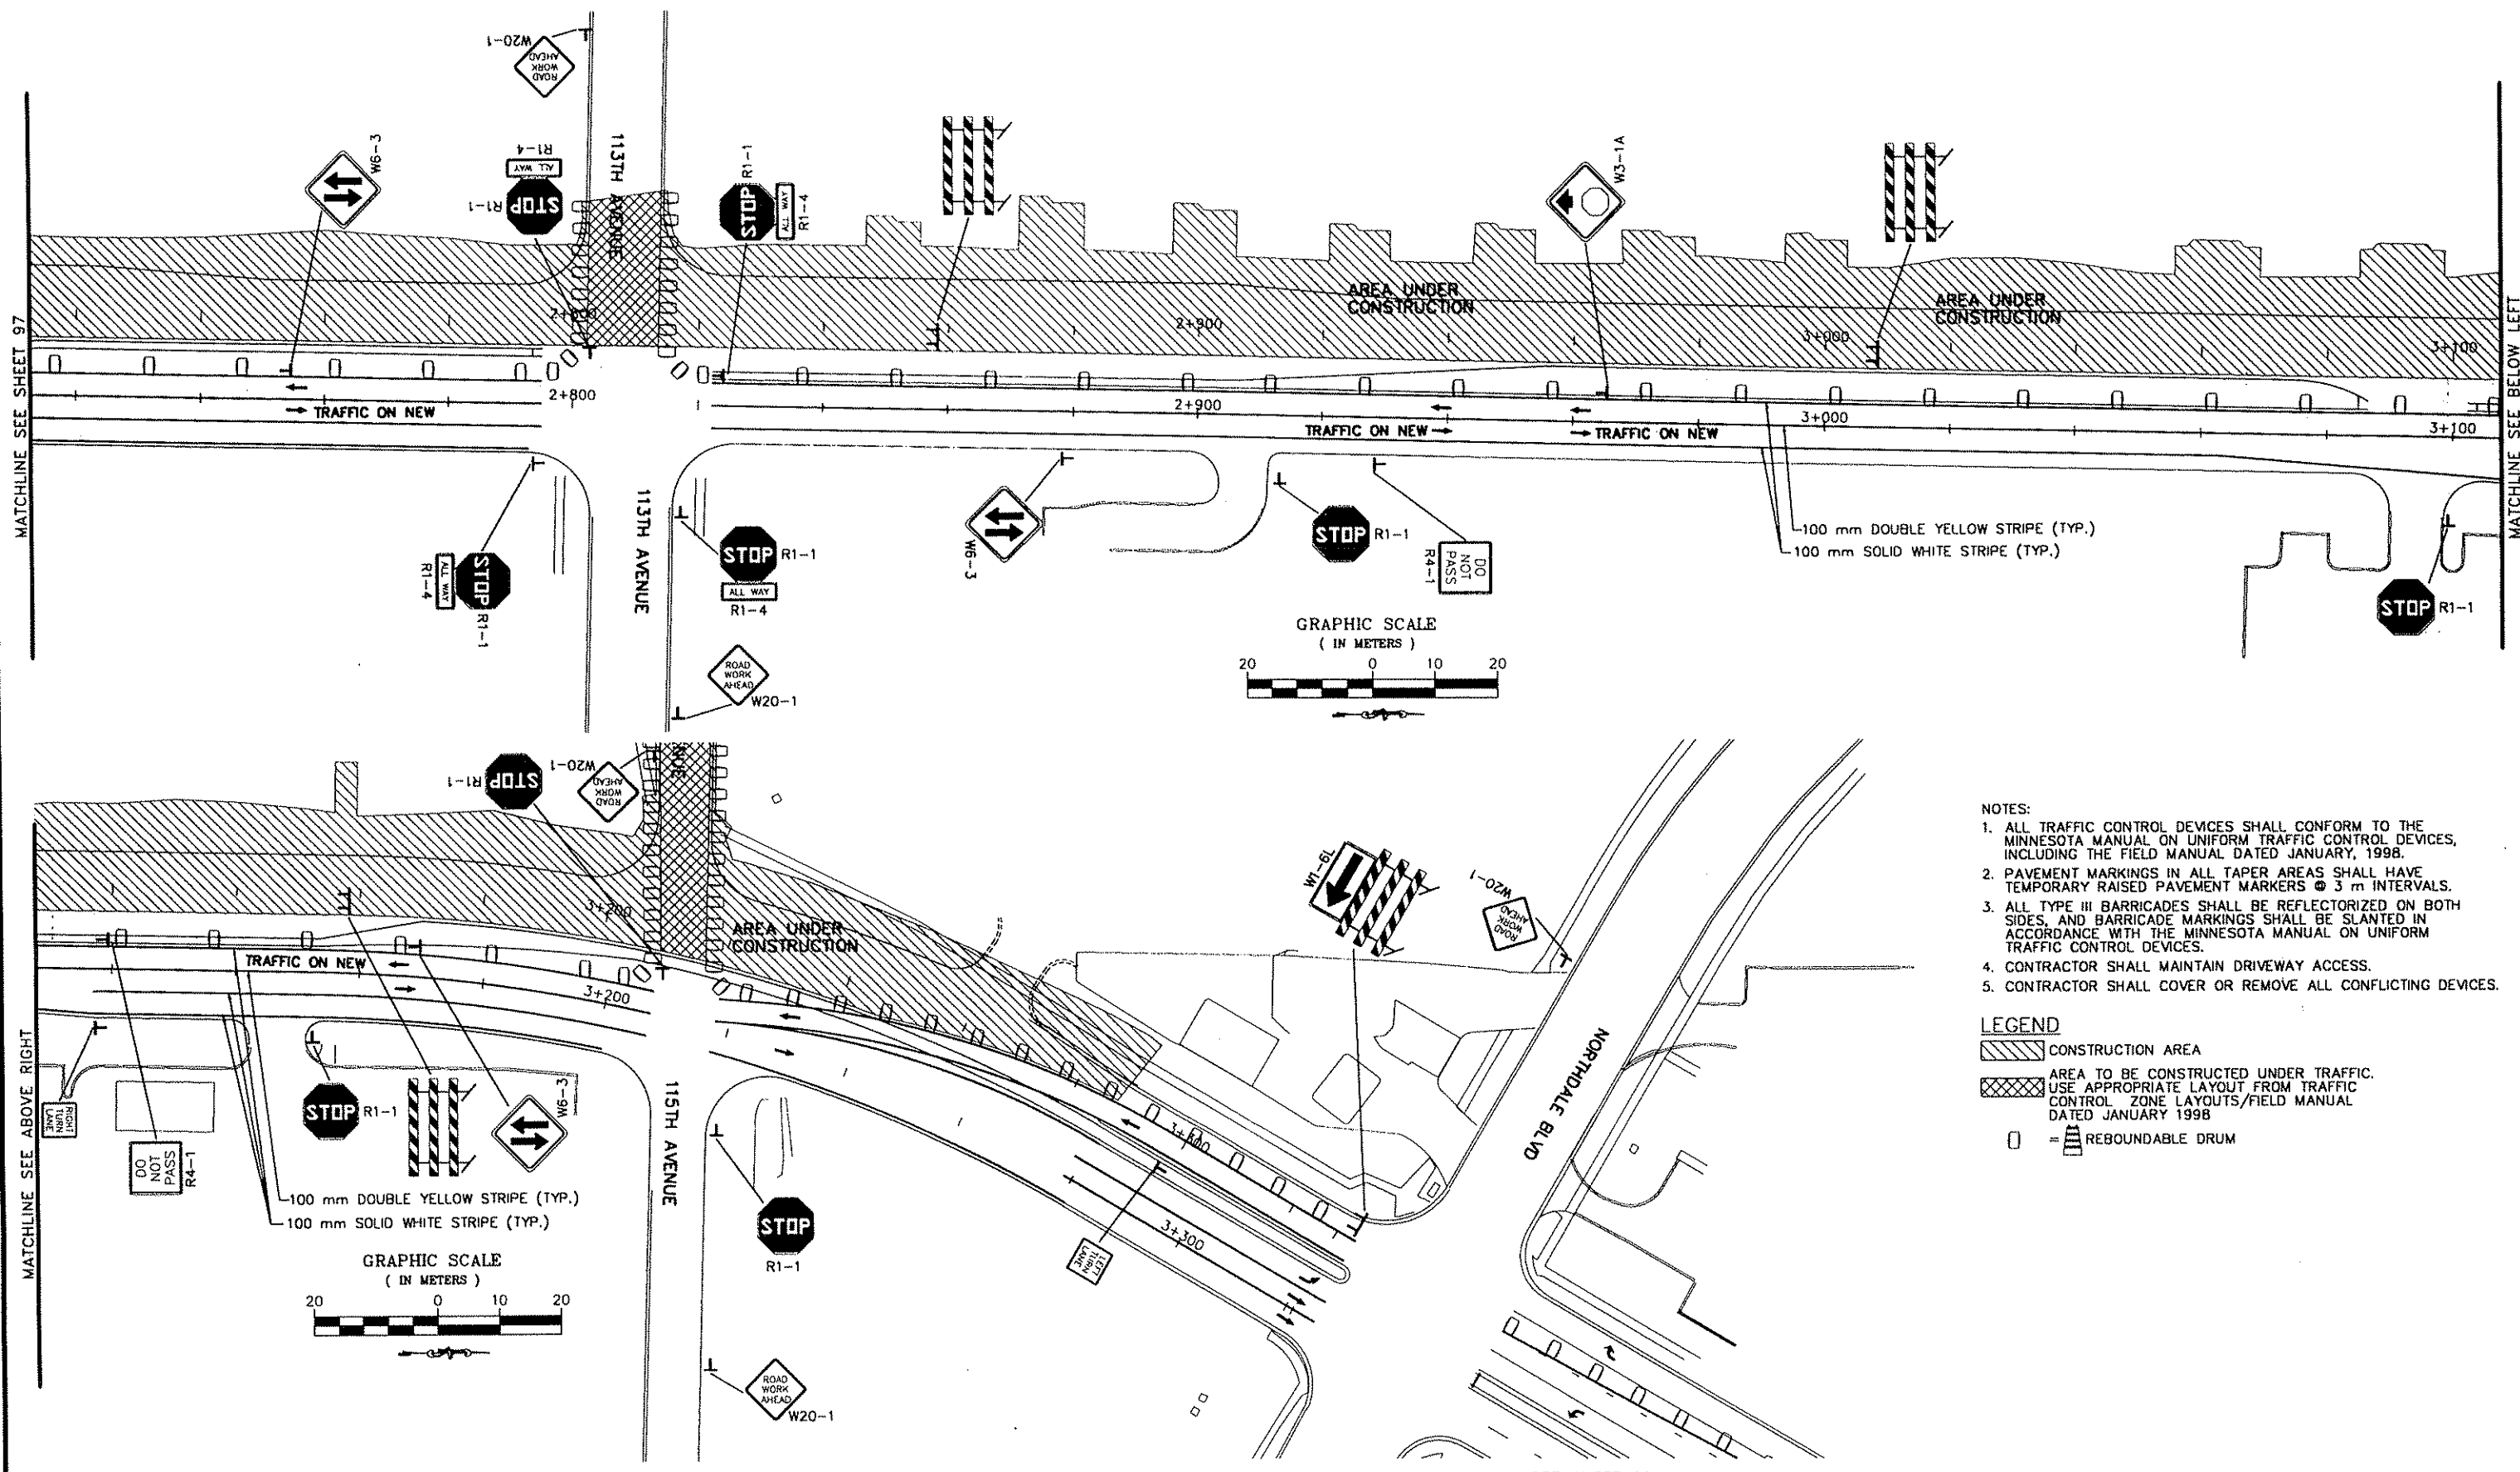 W20-1
ROAD
WORK
AHEAD
W6-3
R1-4
ALL WAY
STOP
R1-1
113TH AVENUE
STOP
R1-1
ALL WAY
R1-4
W3-1A
MATCHLINE SEE SHEET 97
2+800
2+900
AREA UNDER
CONSTRUCTION
3+000
AREA UNDER
CONSTRUCTION
3+100
MATCHLINE SEE BELOW LEFT
TRAFFIC ON NEW
2+800
2+900
TRAFFIC ON NEW
TRAFFIC ON NEW
3+000
3+100
R1-4
ALL WAY
STOP
R1-1
113TH AVENUE
STOP
R1-1
ALL WAY
R1-4
W6-3
STOP
R1-1
DO
NOT
PASS
R4-1
100 mm DOUBLE YELLOW STRIPE (TYP.)
100 mm SOLID WHITE STRIPE (TYP.)
STOP
R1-1
GRAPHIC SCALE
( IN METERS )
20 0 10 20
ROAD
WORK
AHEAD
W20-1
R1-1
STOP
W20-1
ROAD
WORK
AHEAD
NUE
3+200
AREA UNDER
CONSTRUCTION
TRAFFIC ON NEW
3+200
MATCHLINE SEE ABOVE RIGHT
RIGHT
TURN
LANE
DO
NOT
PASS
R4-1
STOP
R1-1
W6-3
100 mm DOUBLE YELLOW STRIPE (TYP.)
100 mm SOLID WHITE STRIPE (TYP.)
GRAPHIC SCALE
( IN METERS )
20 0 10 20
115TH AVENUE
STOP
R1-1
ROAD
WORK
AHEAD
W20-1
W1-6L
W20-1
ROAD
WORK
AHEAD
NORTHDALE BLVD
3+300
3+300
LEFT
TURN
LANE
NOTES:
1. ALL TRAFFIC CONTROL DEVICES SHALL CONFORM TO THE
MINNESOTA MANUAL ON UNIFORM TRAFFIC CONTROL DEVICES,
INCLUDING THE FIELD MANUAL DATED JANUARY, 1998.
2. PAVEMENT MARKINGS IN ALL TAPER AREAS SHALL HAVE
TEMPORARY RAISED PAVEMENT MARKERS @ 3 m INTERVALS.
3. ALL TYPE III BARRICADES SHALL BE REFLECTORIZED ON BOTH
SIDES, AND BARRICADE MARKINGS SHALL BE SLANTED IN
ACCORDANCE WITH THE MINNESOTA MANUAL ON UNIFORM
TRAFFIC CONTROL DEVICES.
4. CONTRACTOR SHALL MAINTAIN DRIVEWAY ACCESS.
5. CONTRACTOR SHALL COVER OR REMOVE ALL CONFLICTING DEVICES.
LEGEND
CONSTRUCTION AREA
AREA TO BE CONSTRUCTED UNDER TRAFFIC.
USE APPROPRIATE LAYOUT FROM TRAFFIC
CONTROL ZONE LAYOUTS/FIELD MANUAL
DATED JANUARY 1998
= REBOUNDABLE DRUM